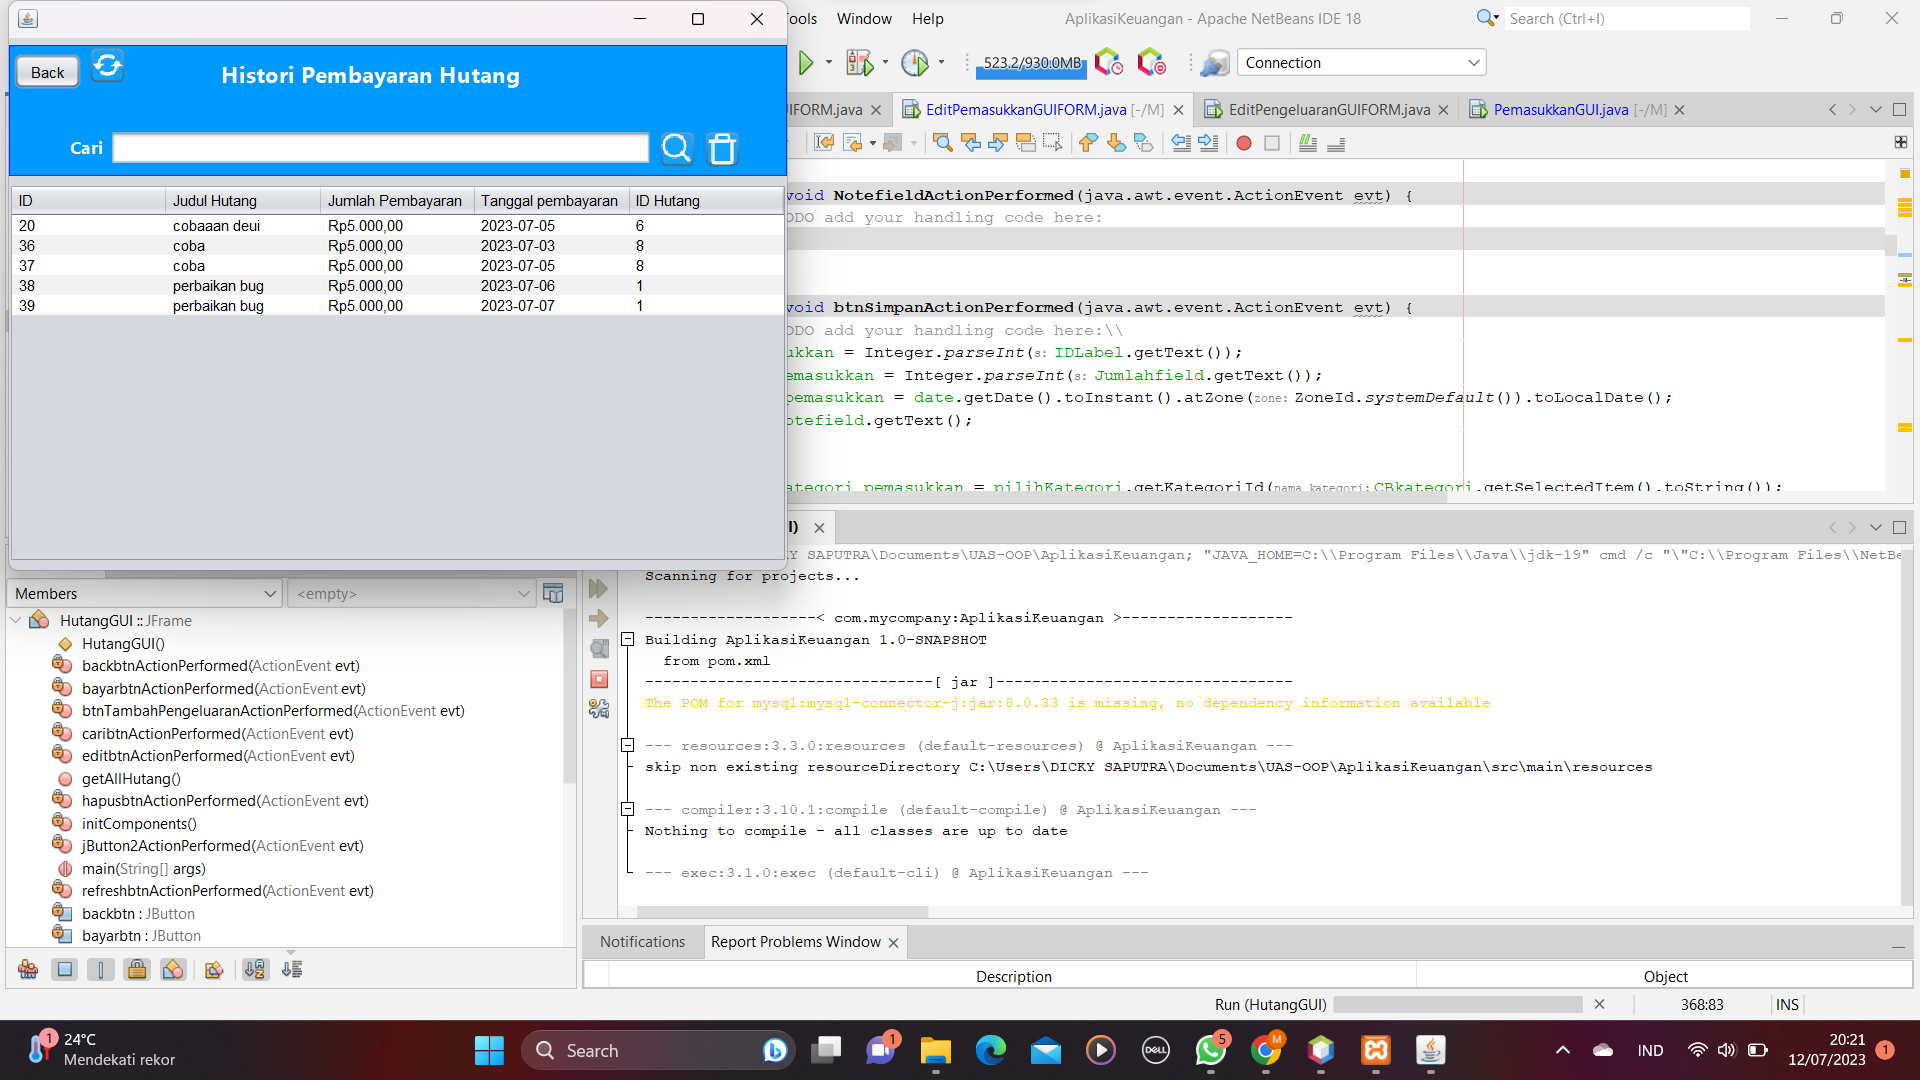 Back
Histori Pembayaran Hutang
Cari
ID Judul Hutang Jumlah Pembayaran Tanggal pembayaran ID Hutang
20 cobaaan deui Rp5.000,00 2023-07-05 6
36 coba Rp5.000,00 2023-07-03 8
37 coba Rp5.000,00 2023-07-05 8
38 perbaikan bug Rp5.000,00 2023-07-06 1
39 perbaikan bug Rp5.000,00 2023-07-07 1
Tools Window Help AplikasiKeuangan - Apache NetBeans IDE 18 Search (Ctrl+I)
523.2/930.0MB Connection
UIFORM.java EditPemasukkanGUIFORM.java [-/M] EditPengeluaranGUIFORM.java PemasukkanGUI.java [-/M]
void NotefieldActionPerformed(java.awt.event.ActionEvent evt) {
ODO add your handling code here:
void btnSimpanActionPerformed(java.awt.event.ActionEvent evt) {
ODO add your handling code here:\\
ukkan = Integer.parseInt(s: IDLabel.getText());
emasukkan = Integer.parseInt(s: Jumlahfield.getText());
pemasukkan = date.getDate().toInstant().atZone(zone: ZoneId.systemDefault()).toLocalDate();
otefield.getText();
ategori_pemasukkan = pilihKategori.getKategoriId(nama_kategori: CBkategori.getSelectedItem().toString());
I)
KY SAPUTRA\Documents\UAS-OOP\AplikasiKeuangan; "JAVA_HOME=C:\\Program Files\\Java\\jdk-19" cmd /c "\"C:\\Program Files\\NetBe
Scanning for projects...
-------------------< com.mycompany:AplikasiKeuangan >-------------------
Building AplikasiKeuangan 1.0-SNAPSHOT
from pom.xml
--------------------------------[ jar ]---------------------------------
The POM for mysql:mysql-connector-j:jar:8.0.33 is missing, no dependency information available
--- resources:3.3.0:resources (default-resources) @ AplikasiKeuangan ---
skip non existing resourceDirectory C:\Users\DICKY SAPUTRA\Documents\UAS-OOP\AplikasiKeuangan\src\main\resources
--- compiler:3.10.1:compile (default-compile) @ AplikasiKeuangan ---
Nothing to compile - all classes are up to date
--- exec:3.1.0:exec (default-cli) @ AplikasiKeuangan ---
Members <empty>
HutangGUI :: JFrame
HutangGUI()
backbtnActionPerformed(ActionEvent evt)
bayarbtnActionPerformed(ActionEvent evt)
btnTambahPengeluaranActionPerformed(ActionEvent evt)
caribtnActionPerformed(ActionEvent evt)
editbtnActionPerformed(ActionEvent evt)
getAllHutang()
hapusbtnActionPerformed(ActionEvent evt)
initComponents()
jButton2ActionPerformed(ActionEvent evt)
main(String[] args)
refreshbtnActionPerformed(ActionEvent evt)
backbtn : JButton
bayarbtn : JButton
Notifications Report Problems Window
Description Object
Run (HutangGUI) 368:83 INS
1 24°C
Mendekati rekor
Search
1
DELL
5
M
IND
20:21
12/07/2023
1